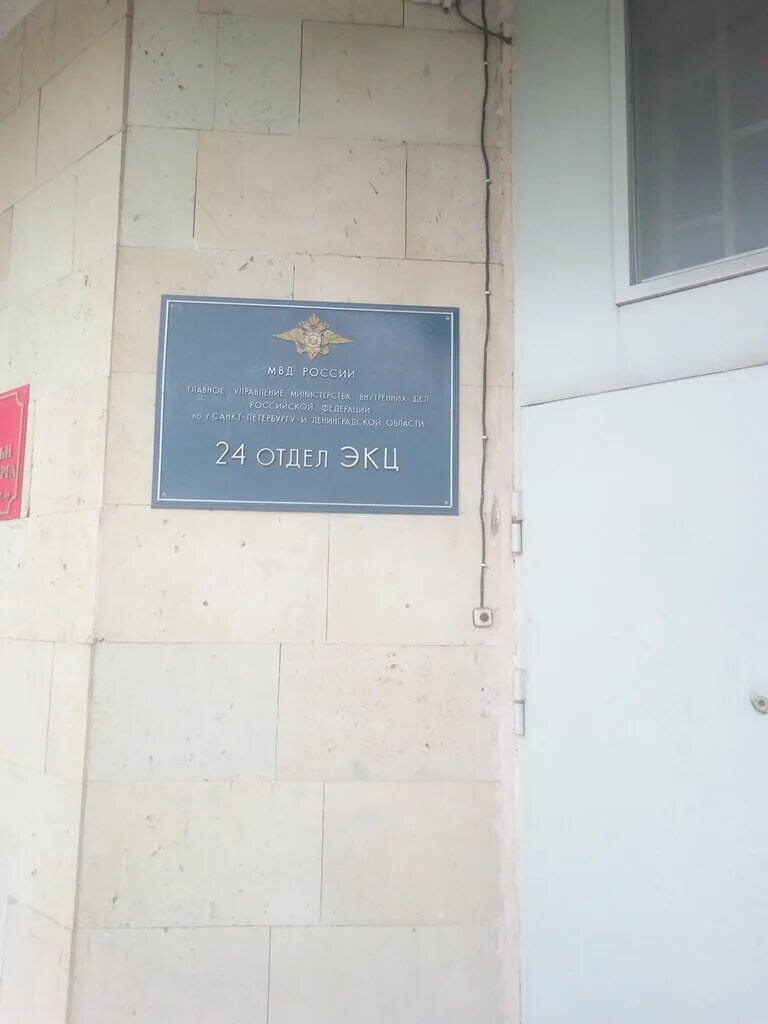 МВД РОССИИ
ГЛАВНОЕ УПРАВЛЕНИЕ МИНИСТЕРСТВА ВНУТРЕННИХ ДЕЛ
РОССИЙСКОЙ ФЕДЕРАЦИИ
по г. САНКТ-ПЕТЕРБУРГУ И ЛЕНИНГРАДСКОЙ ОБЛАСТИ
24 ОТДЕЛ ЭКЦ